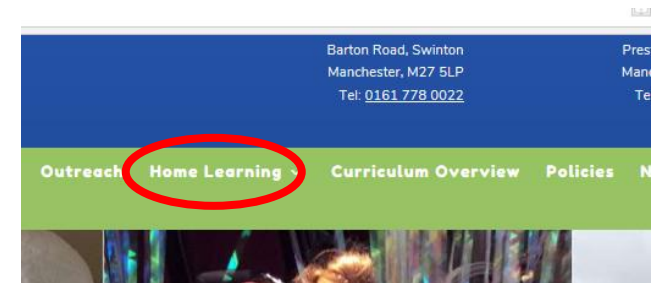 Barton Road, Swinton
Manchester, M27 5LP
Tel: 0161 778 0022
Outreach Home Learning Curriculum Overview Policies